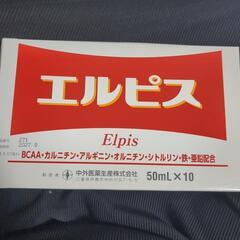 エルピス
Elpis
2027.9
BCAA・カルニチン・アルギニン・オルニチン・シトルリン・鉄・亜鉛配合
中外医薬生産株式会社
50mL×10